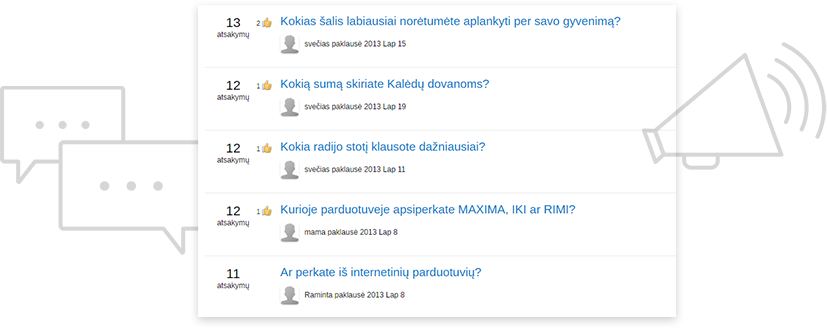 13
atsakymų
2
Kokias šalis labiausiai norėtumėte aplankyti per savo gyvenimą?
svečias paklausė 2013 Lap 15
12
atsakymų
1
Kokią sumą skiriate Kalėdų dovanoms?
svečias paklausė 2013 Lap 19
12
atsakymų
1
Kokia radijo stotį klausote dažniausiai?
svečias paklausė 2013 Lap 11
12
atsakymų
1
Kurioje parduotuveje apsiperkate MAXIMA, IKI ar RIMI?
mama paklausė 2013 Lap 8
11
atsakymų
Ar perkate iš internetinių parduotuvių?
Raminta paklausė 2013 Lap 8